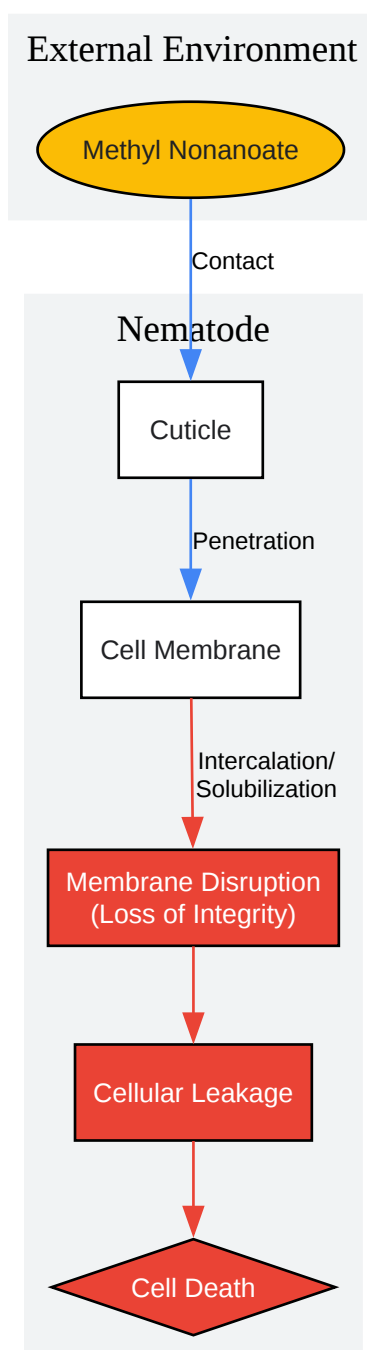 External Environment
Methyl Nonanoate
Contact
Nematode
Cuticle
Penetration
Cell Membrane
Intercalation/
Solubilization
Membrane Disruption
(Loss of Integrity)
Cellular Leakage
Cell Death